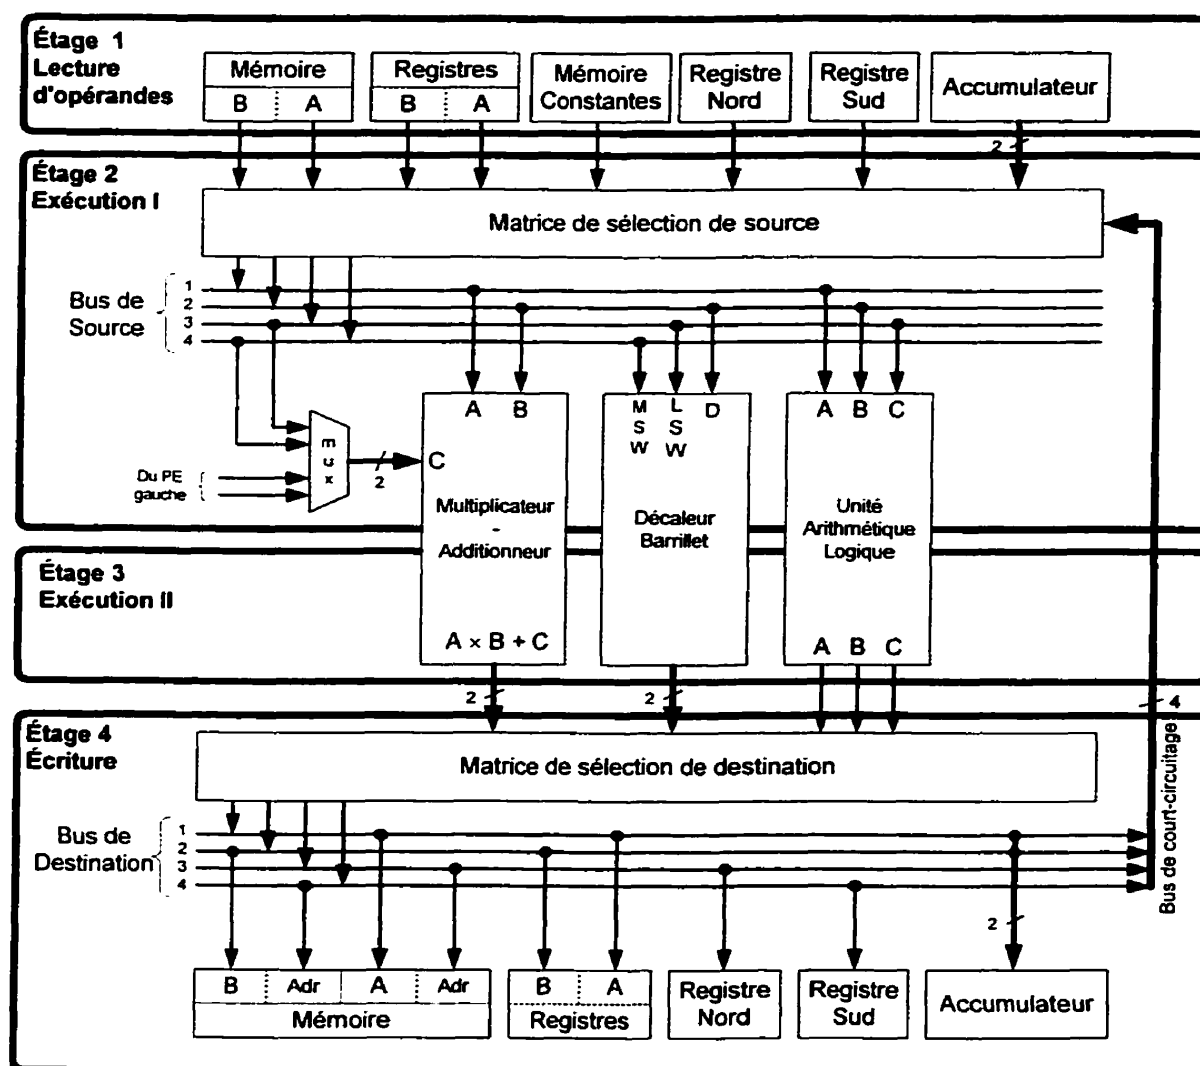 Étage 1
Lecture
d'opérandes
Mémoire
B A
Registres
B A
Mémoire
Constantes
Registre
Nord
Registre
Sud
Accumulateur
2
Étage 2
Exécution I
Matrice de sélection de source
Bus de
Source
1
2
3
4
A B
M
S
W
L
S
W
D
A B C
m
u
x
2
C
Du PE
gauche
Multiplicateur
-
Additionneur
Décaleur
Barrillet
Unité
Arithmétique
Logique
Étage 3
Exécution II
A × B + C
A B C
2
2
4
Étage 4
Écriture
Matrice de sélection de destination
Bus de court-circuitage
Bus de
Destination
1
2
3
4
2
B Adr A Adr
Mémoire
B A
Registres
Registre
Nord
Registre
Sud
Accumulateur